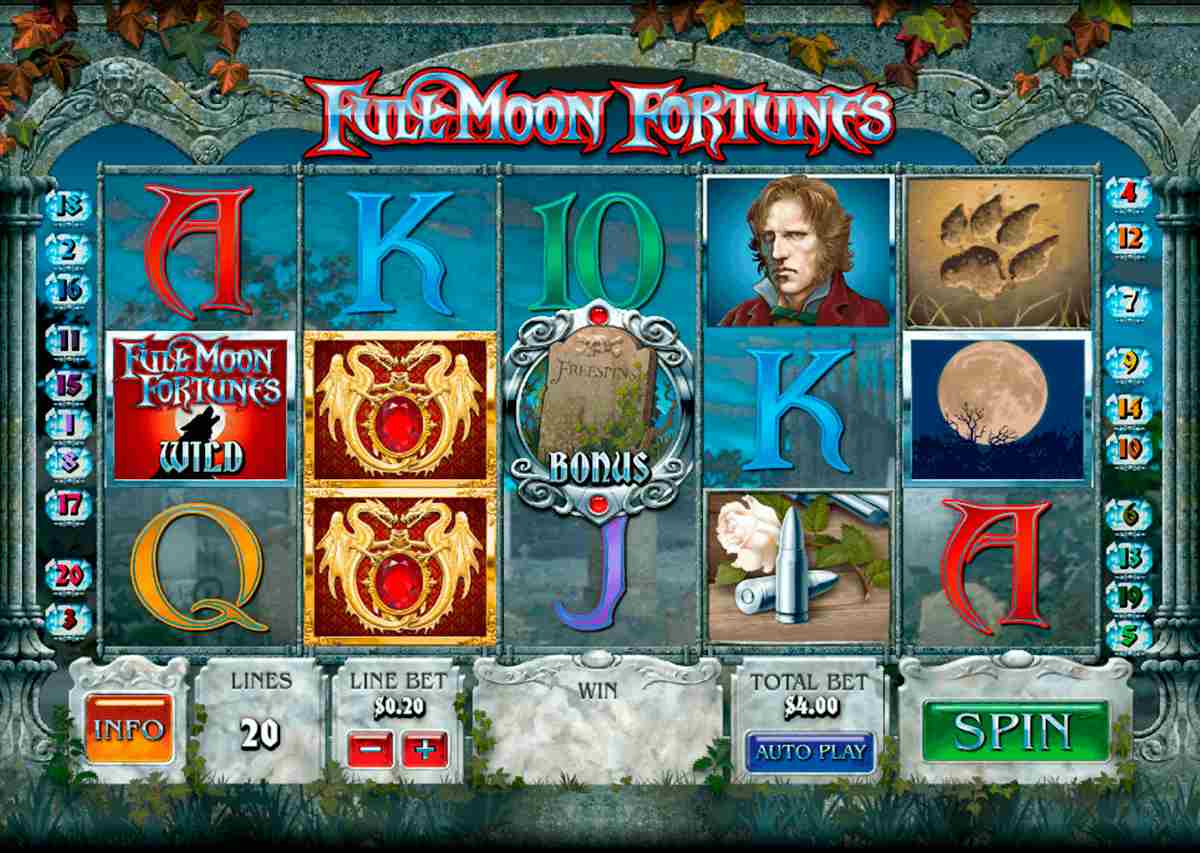 FULL MOON FORTUNES
A K 10
FULL MOON
FORTUNES
WILD
FREESPINS
BONUS
K
Q
J
A
18
2
16
11
15
1
8
17
20
3
4
12
7
9
14
10
6
13
19
5
INFO
LINES
20
LINE BET
$0.20
- +
WIN
TOTAL BET
$4.00
AUTO PLAY
SPIN